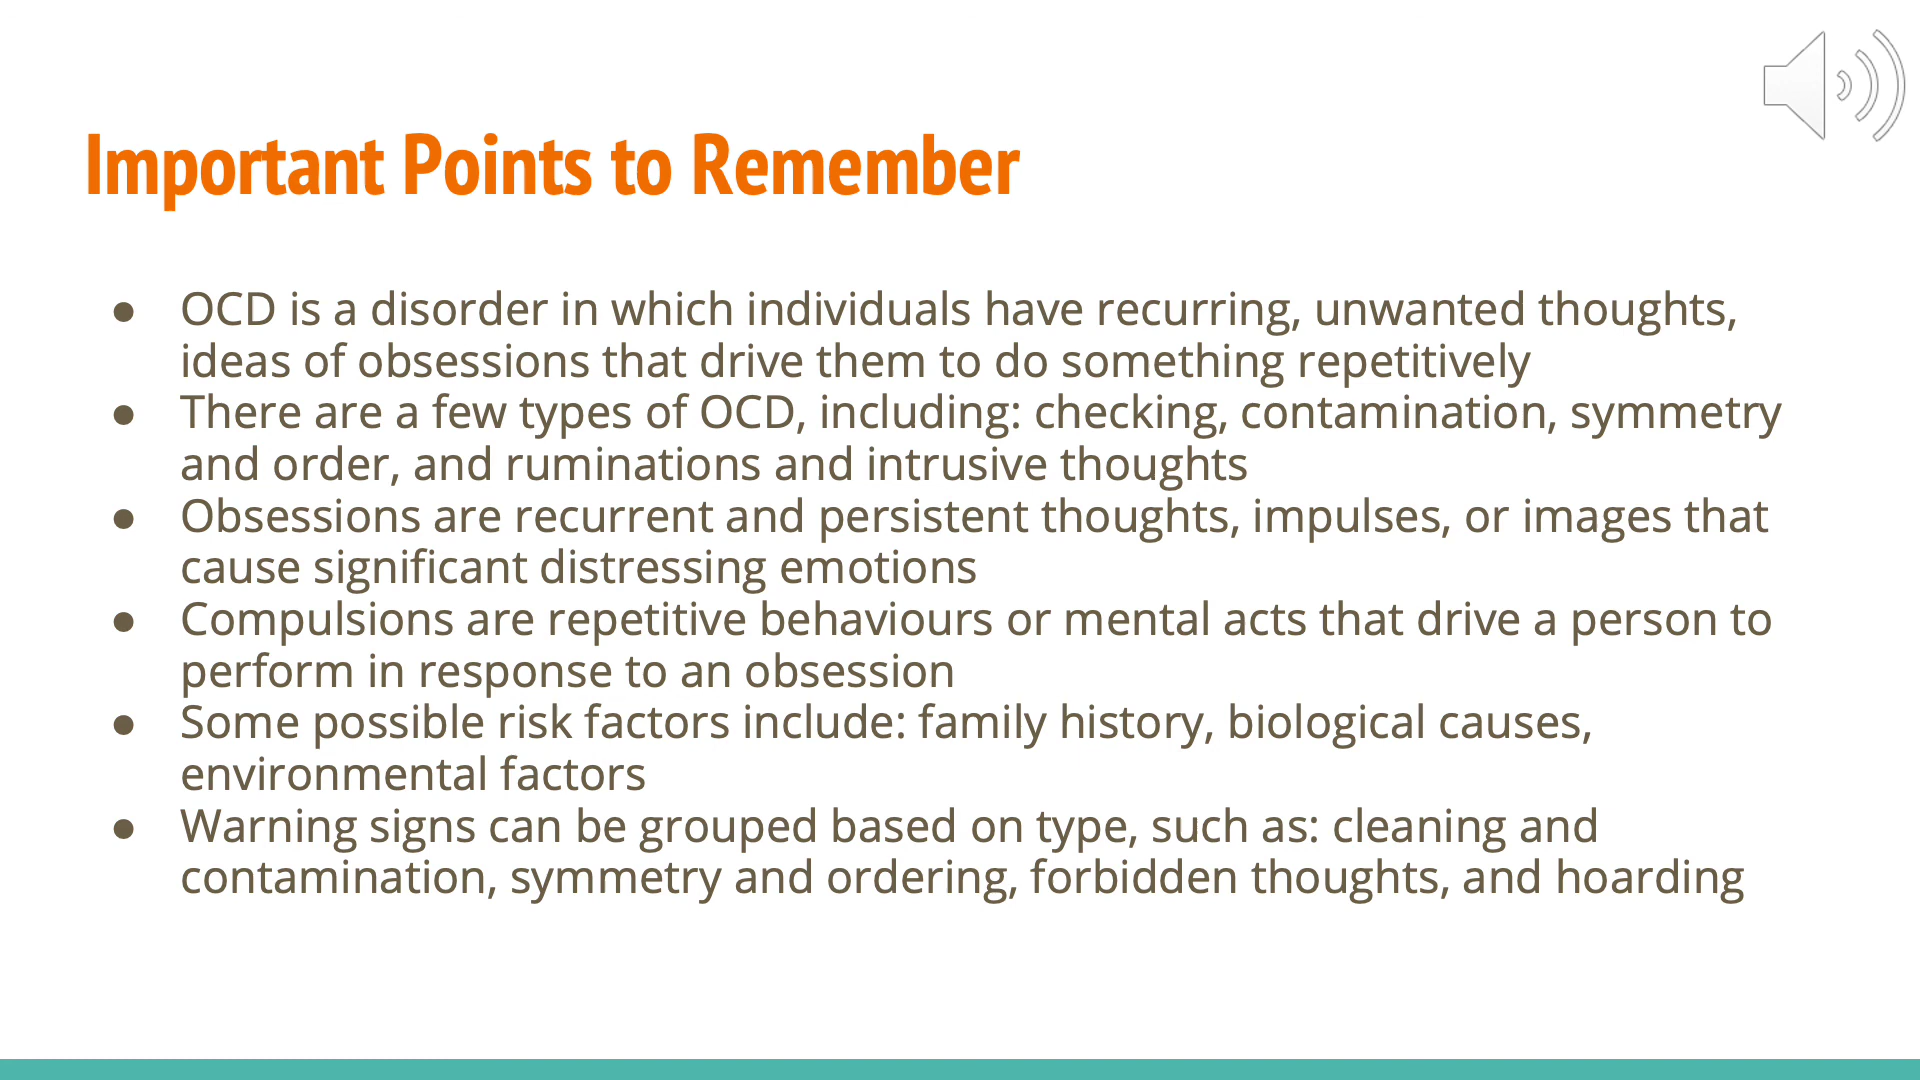 Important Points to Remember
● OCD is a disorder in which individuals have recurring, unwanted thoughts,
ideas of obsessions that drive them to do something repetitively
● There are a few types of OCD, including: checking, contamination, symmetry
and order, and ruminations and intrusive thoughts
● Obsessions are recurrent and persistent thoughts, impulses, or images that
cause significant distressing emotions
● Compulsions are repetitive behaviours or mental acts that drive a person to
perform in response to an obsession
● Some possible risk factors include: family history, biological causes,
environmental factors
● Warning signs can be grouped based on type, such as: cleaning and
contamination, symmetry and ordering, forbidden thoughts, and hoarding